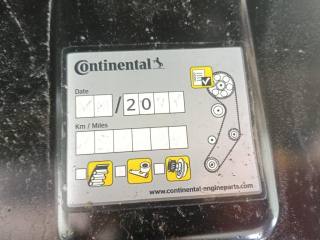 Continental
Date
/20
Km / Miles
www.continental-engineparts.com